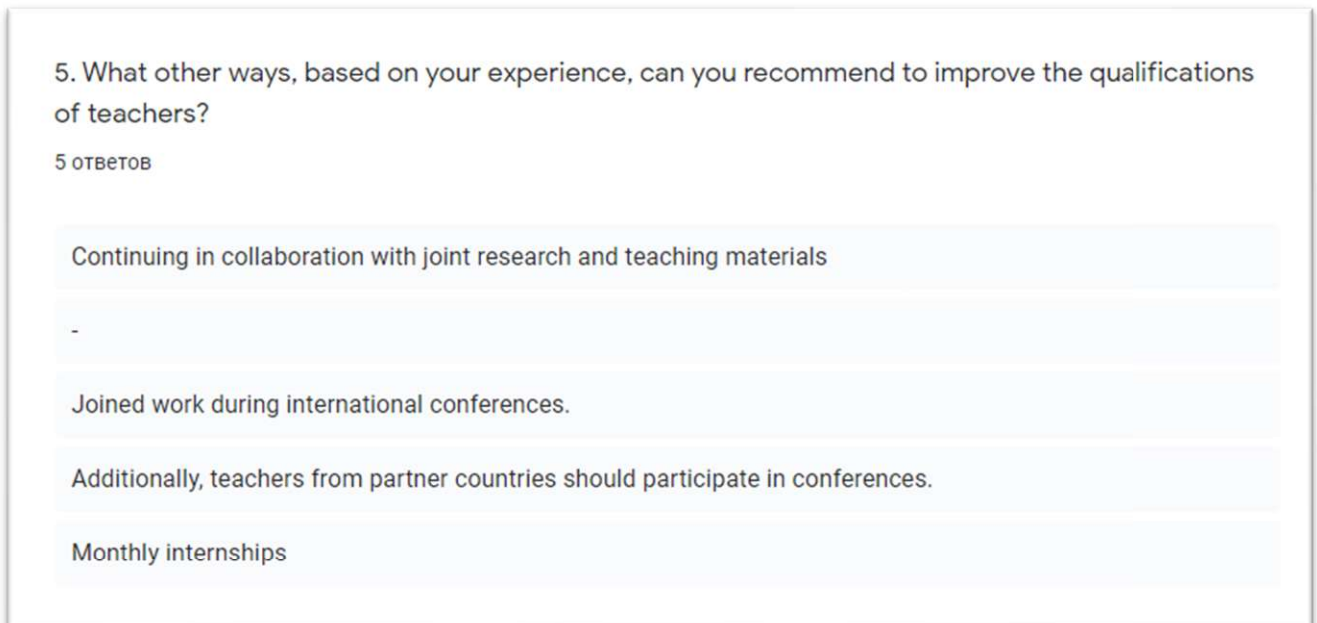 5. What other ways, based on your experience, can you recommend to improve the qualifications
of teachers?
5 ответов
Continuing in collaboration with joint research and teaching materials
-
Joined work during international conferences.
Additionally, teachers from partner countries should participate in conferences.
Monthly internships